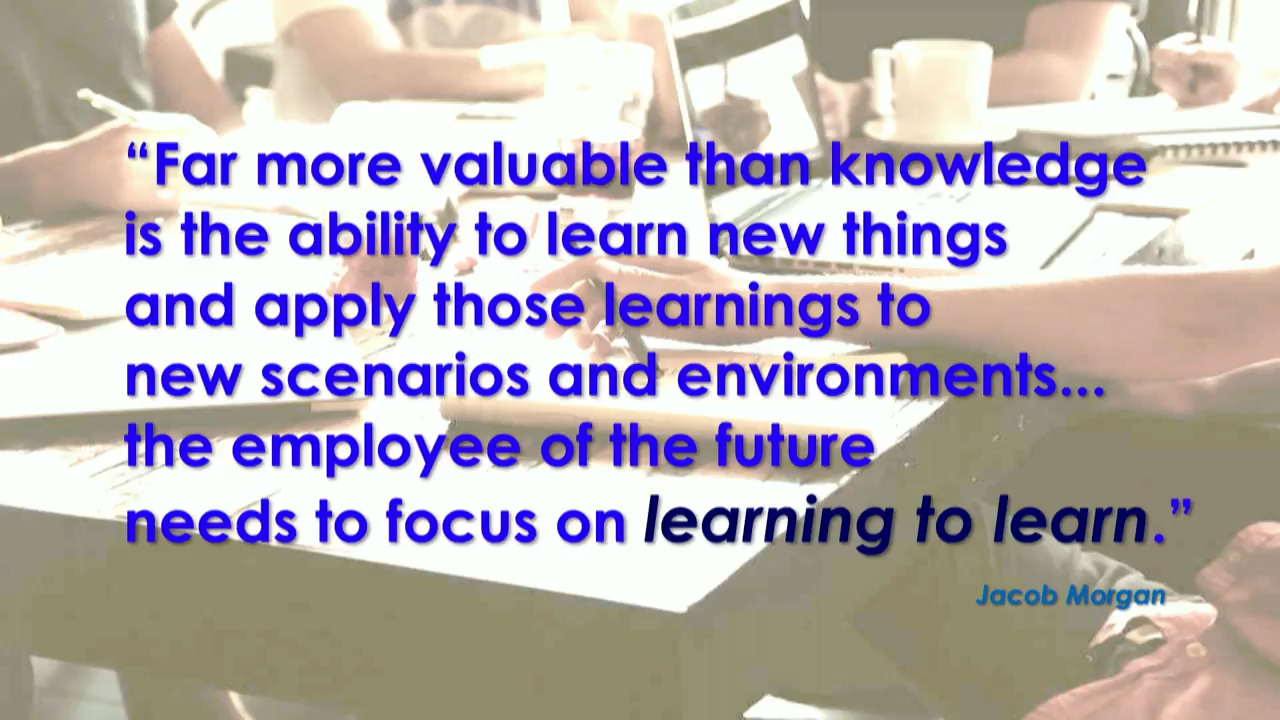 “Far more valuable than knowledge
is the ability to learn new things
and apply those learnings to
new scenarios and environments...
the employee of the future
needs to focus on learning to learn.”
Jacob Morgan